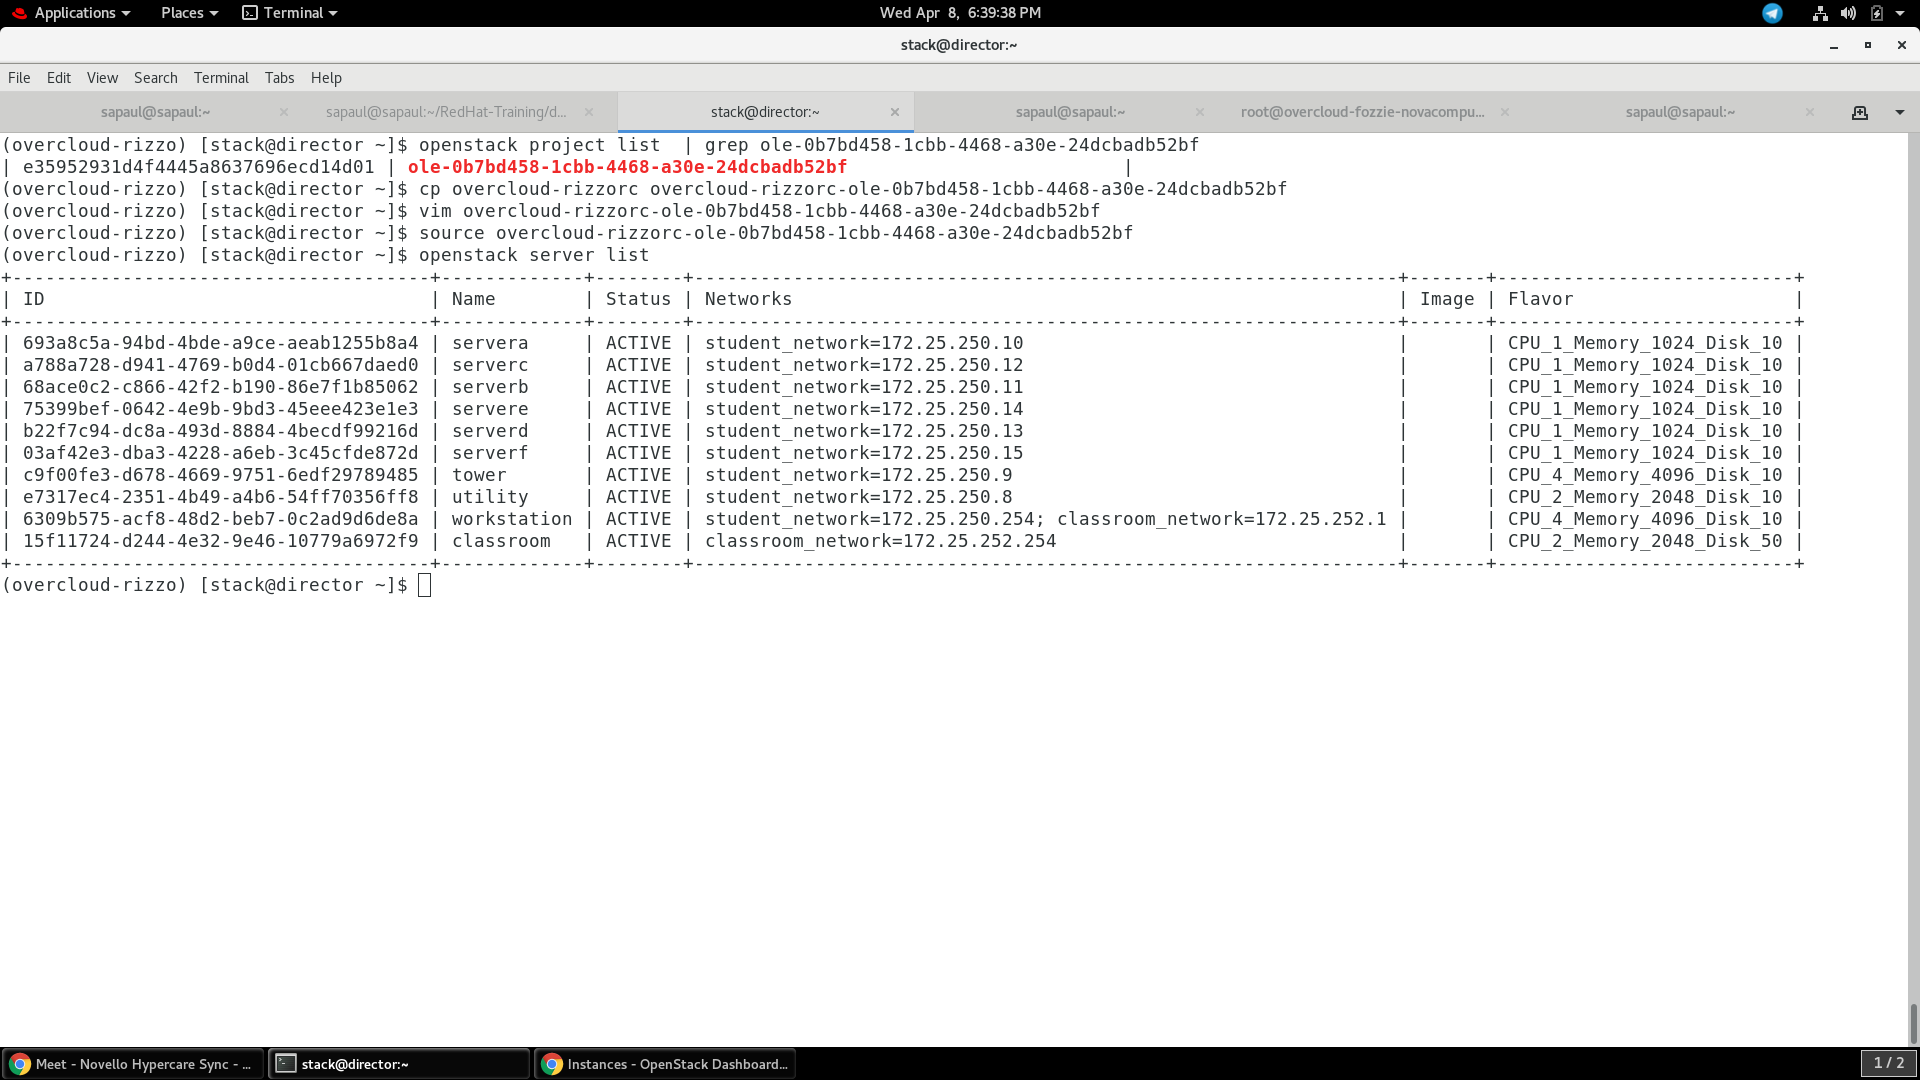 Applications Places Terminal Wed Apr 8, 6:39:38 PM
stack@director:~
File Edit View Search Terminal Tabs Help
sapaul@sapaul:~ sapaul@sapaul:~/RedHat-Training/d... stack@director:~ sapaul@sapaul:~ root@overcloud-fozzie-novacompu... sapaul@sapaul:~
(overcloud-rizzo) [stack@director ~]$ openstack project list  | grep ole-0b7bd458-1cbb-4468-a30e-24dcbadb52bf
| e35952931d4f4445a8637696ecd14d01 | ole-0b7bd458-1cbb-4468-a30e-24dcbadb52bf                         |
(overcloud-rizzo) [stack@director ~]$ cp overcloud-rizzorc overcloud-rizzorc-ole-0b7bd458-1cbb-4468-a30e-24dcbadb52bf
(overcloud-rizzo) [stack@director ~]$ vim overcloud-rizzorc-ole-0b7bd458-1cbb-4468-a30e-24dcbadb52bf
(overcloud-rizzo) [stack@director ~]$ source overcloud-rizzorc-ole-0b7bd458-1cbb-4468-a30e-24dcbadb52bf
(overcloud-rizzo) [stack@director ~]$ openstack server list
+--------------------------------------+-------------+--------+----------------------------------------------------------------+-------+---------------------------+
| ID                                   | Name        | Status | Networks                                                       | Image | Flavor                    |
+--------------------------------------+-------------+--------+----------------------------------------------------------------+-------+---------------------------+
| 693a8c5a-94bd-4bde-a9ce-aeab1255b8a4 | servera     | ACTIVE | student_network=172.25.250.10                                  |       | CPU_1_Memory_1024_Disk_10 |
| a788a728-d941-4769-b0d4-01cb667daed0 | serverc     | ACTIVE | student_network=172.25.250.12                                  |       | CPU_1_Memory_1024_Disk_10 |
| 68ace0c2-c866-42f2-b190-86e7f1b85062 | serverb     | ACTIVE | student_network=172.25.250.11                                  |       | CPU_1_Memory_1024_Disk_10 |
| 75399bef-0642-4e9b-9bd3-45eee423e1e3 | servere     | ACTIVE | student_network=172.25.250.14                                  |       | CPU_1_Memory_1024_Disk_10 |
| b22f7c94-dc8a-493d-8884-4becdf99216d | serverd     | ACTIVE | student_network=172.25.250.13                                  |       | CPU_1_Memory_1024_Disk_10 |
| 03af42e3-dba3-4228-a6eb-3c45cfde872d | serverf     | ACTIVE | student_network=172.25.250.15                                  |       | CPU_1_Memory_1024_Disk_10 |
| c9f00fe3-d678-4669-9751-6edf29789485 | tower       | ACTIVE | student_network=172.25.250.9                                   |       | CPU_4_Memory_4096_Disk_10 |
| e7317ec4-2351-4b49-a4b6-54ff70356ff8 | utility     | ACTIVE | student_network=172.25.250.8                                   |       | CPU_2_Memory_2048_Disk_10 |
| 6309b575-acf8-48d2-beb7-0c2ad9d6de8a | workstation | ACTIVE | student_network=172.25.250.254; classroom_network=172.25.252.1 |       | CPU_4_Memory_4096_Disk_10 |
| 15f11724-d244-4e32-9e46-10779a6972f9 | classroom   | ACTIVE | classroom_network=172.25.252.254                               |       | CPU_2_Memory_2048_Disk_50 |
+--------------------------------------+-------------+--------+----------------------------------------------------------------+-------+---------------------------+
(overcloud-rizzo) [stack@director ~]$
Meet - Novello Hypercare Sync - ... stack@director:~ Instances - OpenStack Dashboard... 1 / 2